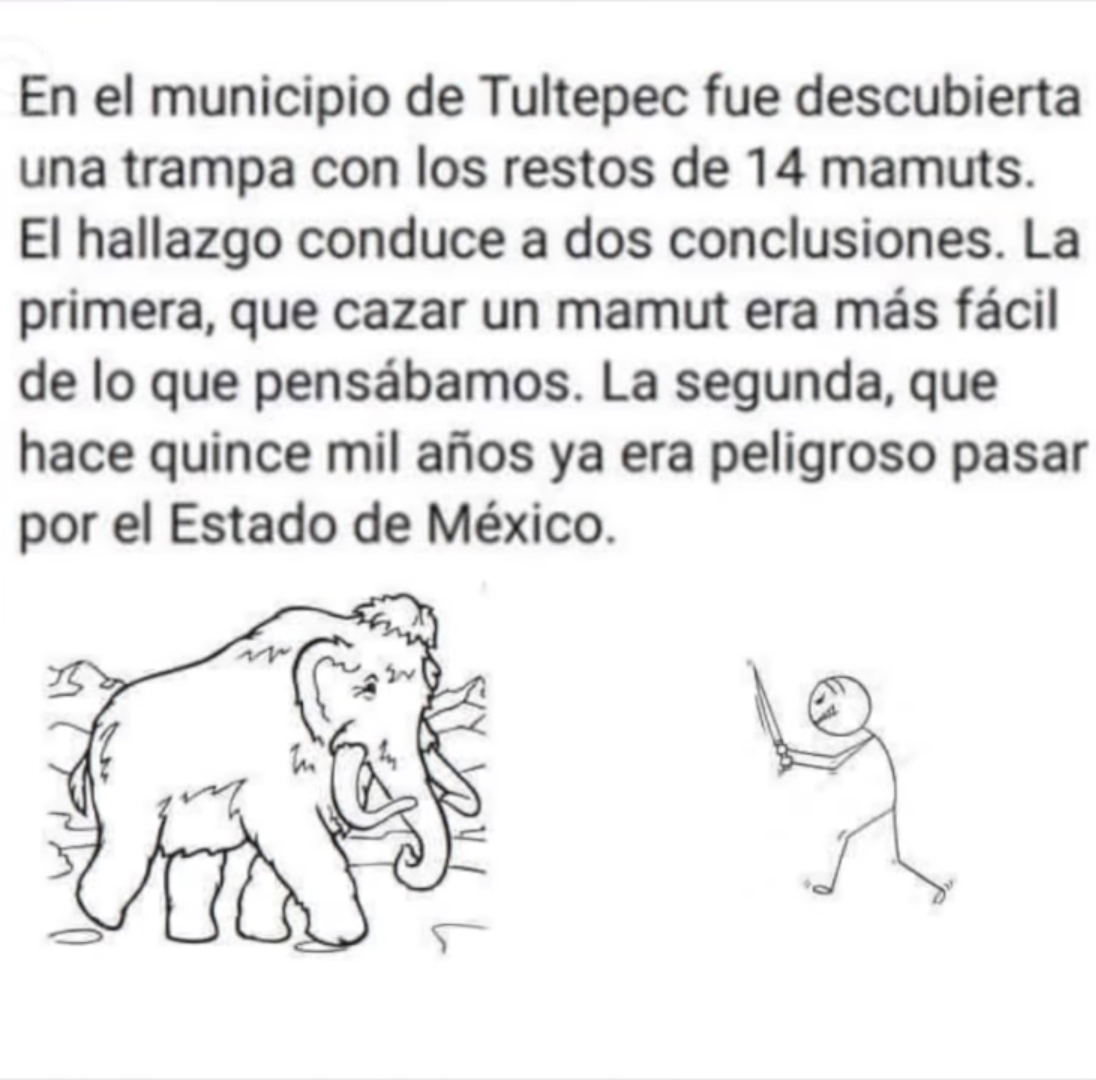 En el municipio de Tultepec fue descubierta
una trampa con los restos de 14 mamuts.
El hallazgo conduce a dos conclusiones. La
primera, que cazar un mamut era más fácil
de lo que pensábamos. La segunda, que
hace quince mil años ya era peligroso pasar
por el Estado de México.